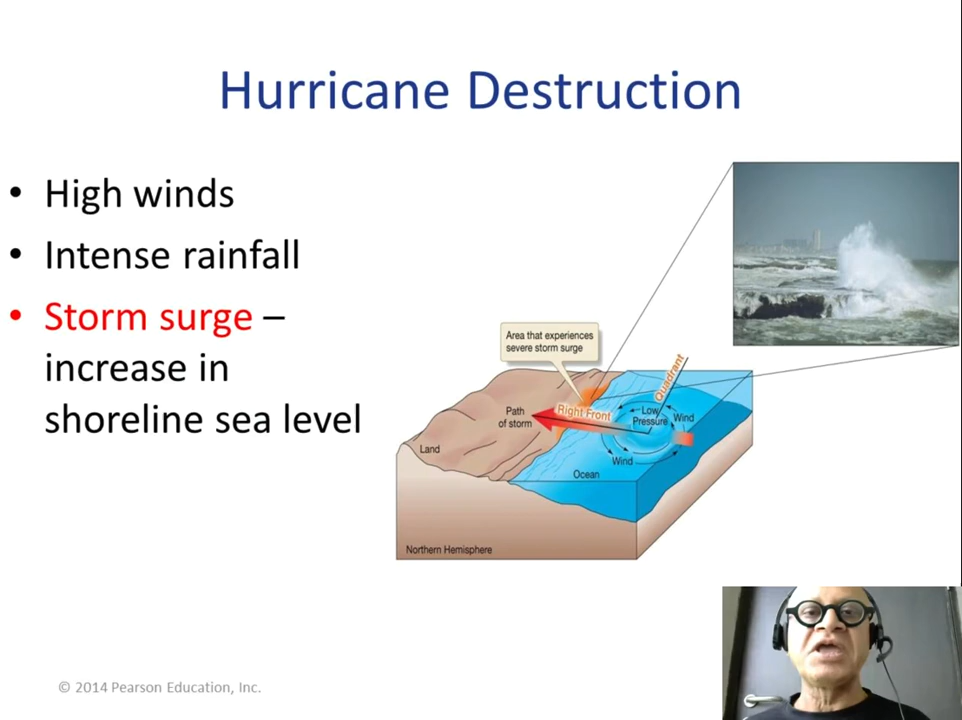 Hurricane Destruction
• High winds
• Intense rainfall
• Storm surge –
increase in
shoreline sea level
Area that experiences
severe storm surge
Quadrant
Right Front
Path
of storm
Low
Pressure
Wind
Land
Wind
Ocean
Northern Hemisphere
© 2014 Pearson Education, Inc.